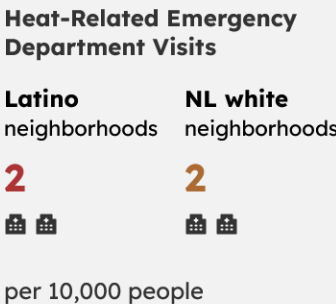 Heat-Related Emergency
Department Visits
Latino
neighborhoods
2
NL white
neighborhoods
2
per 10,000 people